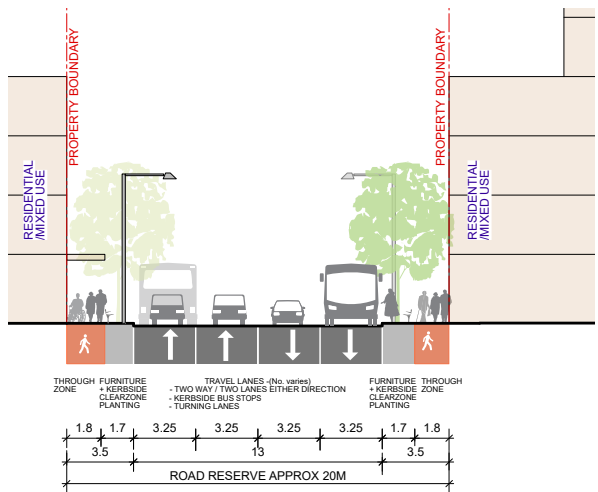 PROPERTY BOUNDARY
PROPERTY BOUNDARY
RESIDENTIAL
/MIXED USE
RESIDENTIAL
/MIXED USE
THROUGH
ZONE
FURNITURE
+ KERBSIDE
CLEARZONE
PLANTING
TRAVEL LANES -(No. varies)
- TWO WAY / TWO LANES EITHER DIRECTION
- KERBSIDE BUS STOPS
- TURNING LANES
FURNITURE
+ KERBSIDE
CLEARZONE
PLANTING
THROUGH
ZONE
1.8 1.7 3.25 3.25 3.25 3.25 1.7 1.8
3.5 13 3.5
ROAD RESERVE APPROX 20M